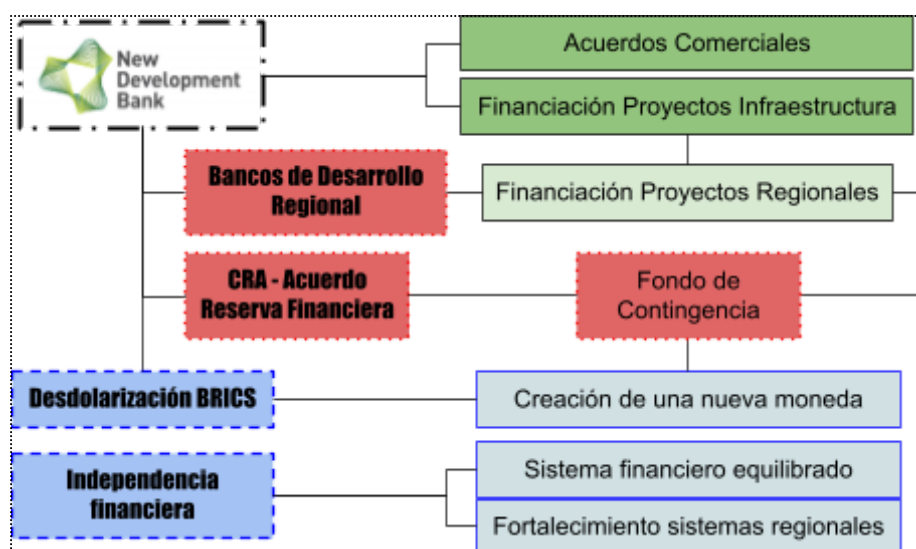 New
Development
Bank
Acuerdos Comerciales
Financiación Proyectos Infraestructura
Bancos de Desarrollo
Regional
Financiación Proyectos Regionales
CRA - Acuerdo
Reserva Financiera
Fondo de
Contingencia
Desdolarización BRICS
Creación de una nueva moneda
Independencia
financiera
Sistema financiero equilibrado
Fortalecimiento sistemas regionales